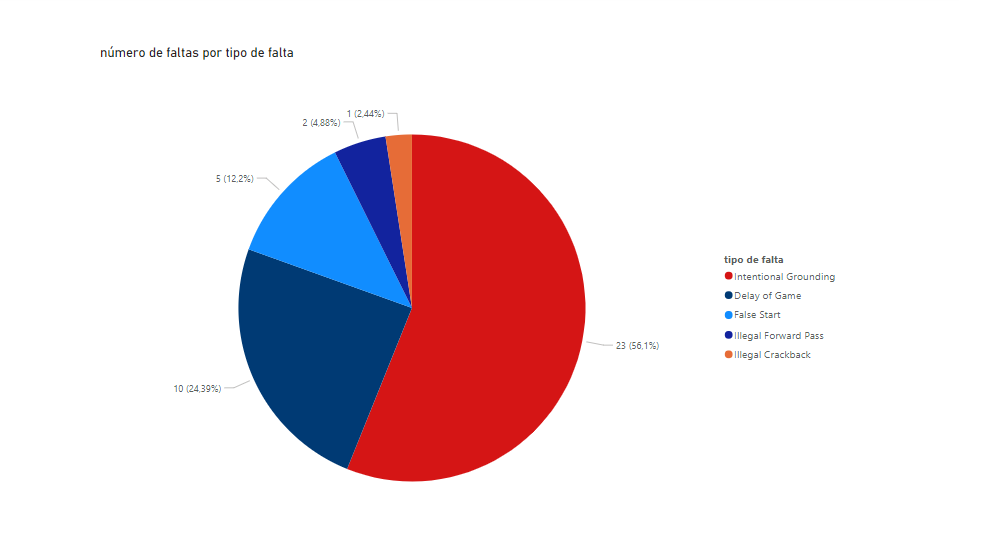 número de faltas por tipo de falta
1 (2,44%)
2 (4,88%)
5 (12,2%)
10 (24,39%)
23 (56,1%)
tipo de falta
Intentional Grounding
Delay of Game
False Start
Illegal Forward Pass
Illegal Crackback